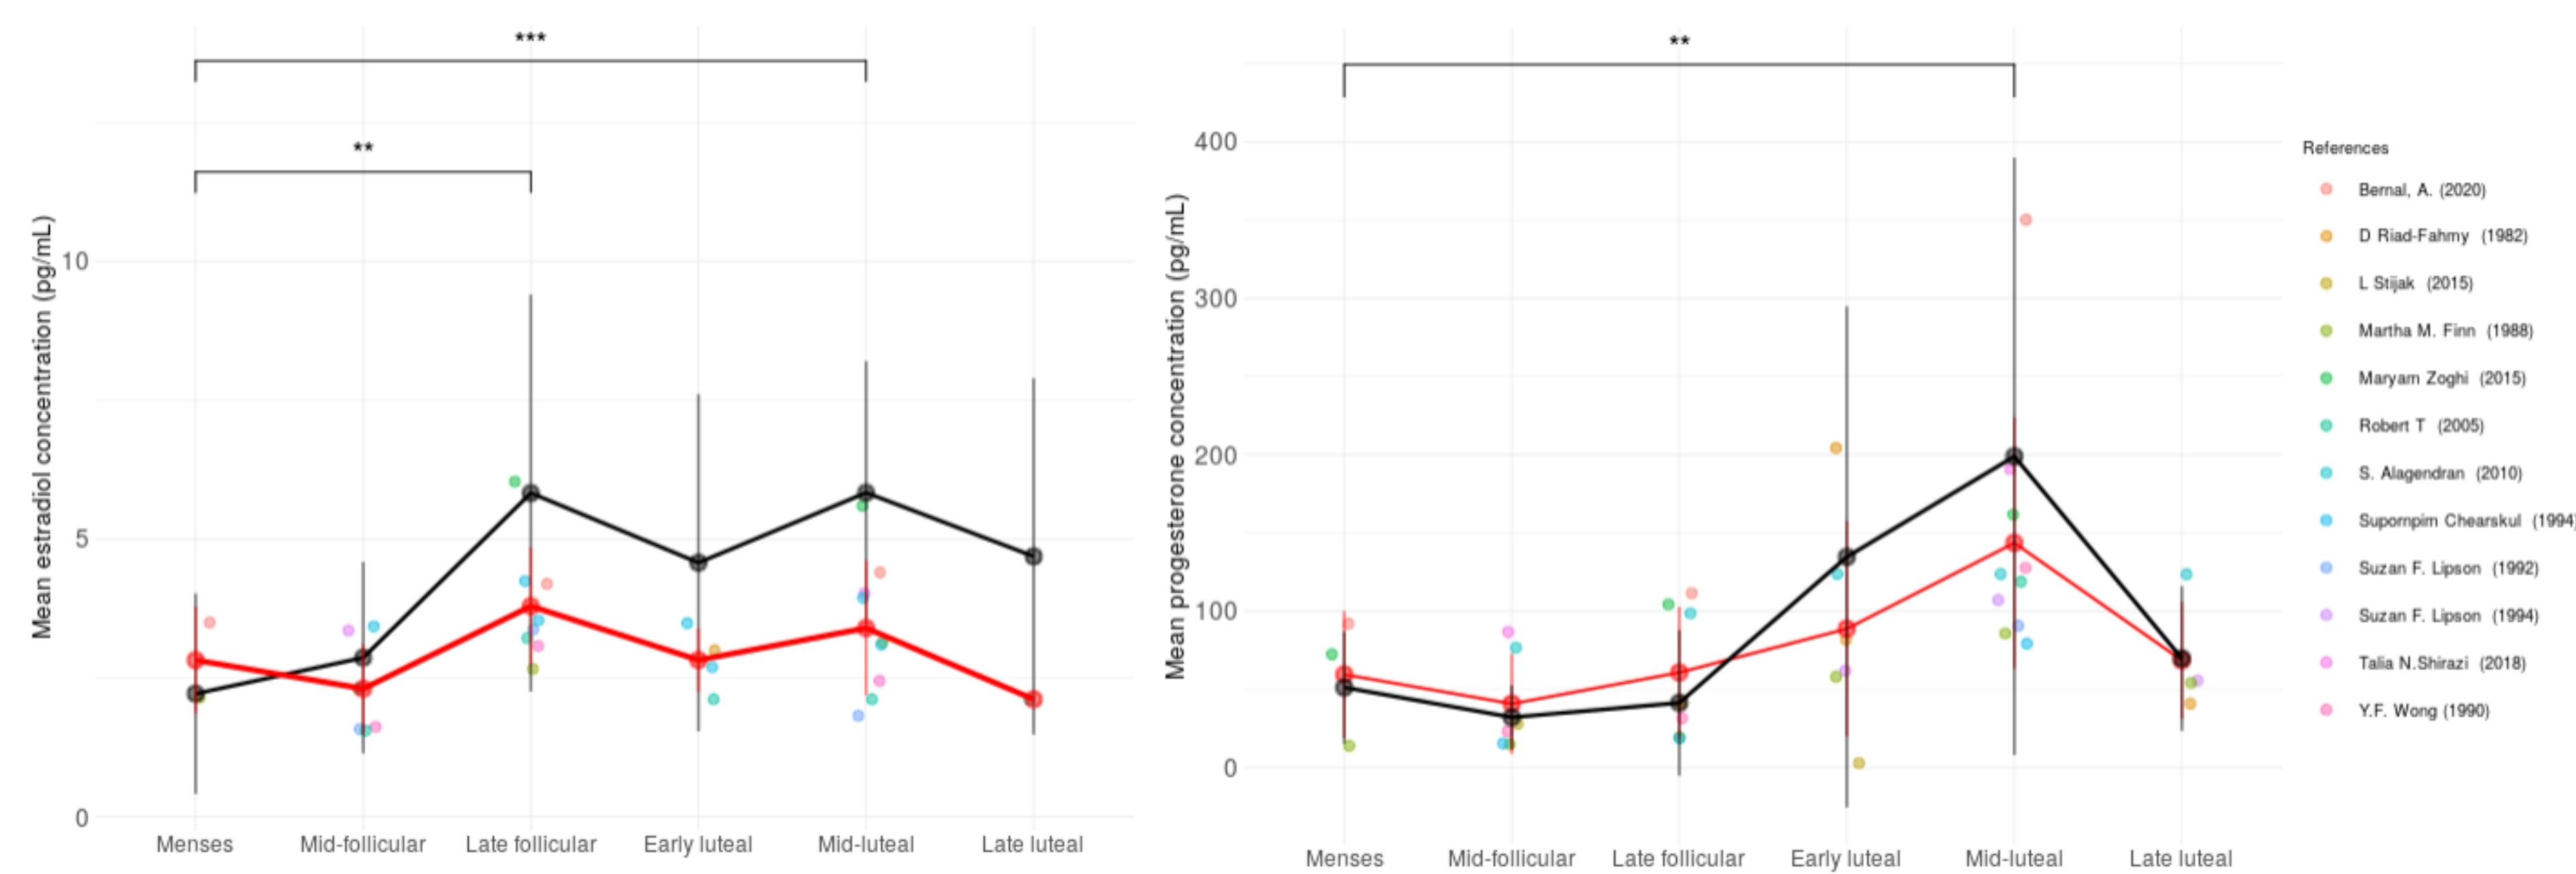 ***
**
Mean estradiol concentration (pg/mL)
10
5
0
Menses
Mid-follicular
Late follicular
Early luteal
Mid-luteal
Late luteal
**
Mean progesterone concentration (pg/mL)
400
300
200
100
0
Menses
Mid-follicular
Late follicular
Early luteal
Mid-luteal
Late luteal
References
Bernal, A. (2020)
D Riad-Fahmy (1982)
L Stijak (2015)
Martha M. Finn (1988)
Maryam Zoghi (2015)
Robert T (2005)
S. Alagendran (2010)
Supornpim Chearskul (1994)
Suzan F. Lipson (1992)
Suzan F. Lipson (1994)
Talia N.Shirazi (2018)
Y.F. Wong (1990)